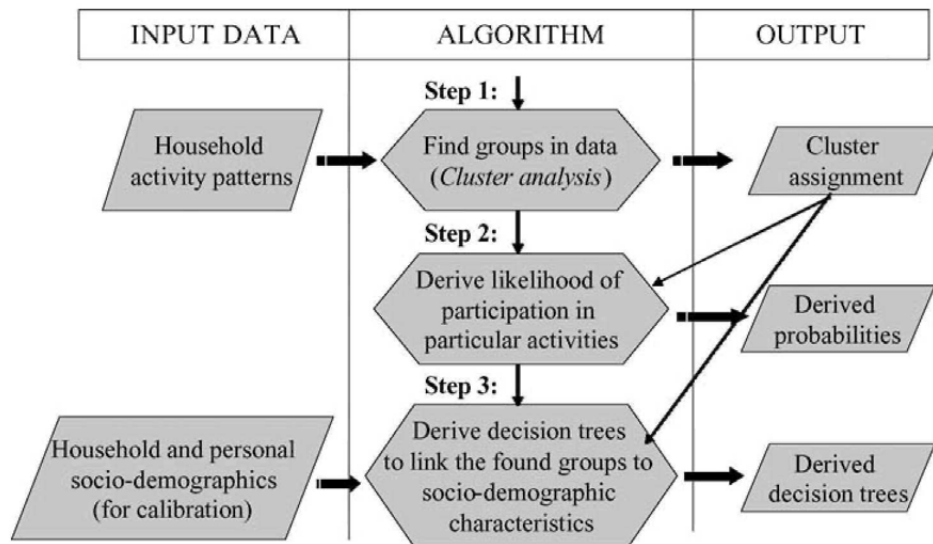 INPUT DATA
ALGORITHM
OUTPUT
Step 1:
Household
activity patterns
Find groups in data
(Cluster analysis)
Cluster
assignment
Step 2:
Derive likelihood of
participation in
particular activities
Derived
probabilities
Step 3:
Household and personal
socio-demographics
(for calibration)
Derive decision trees
to link the found groups to
socio-demographic
characteristics
Derived
decision trees